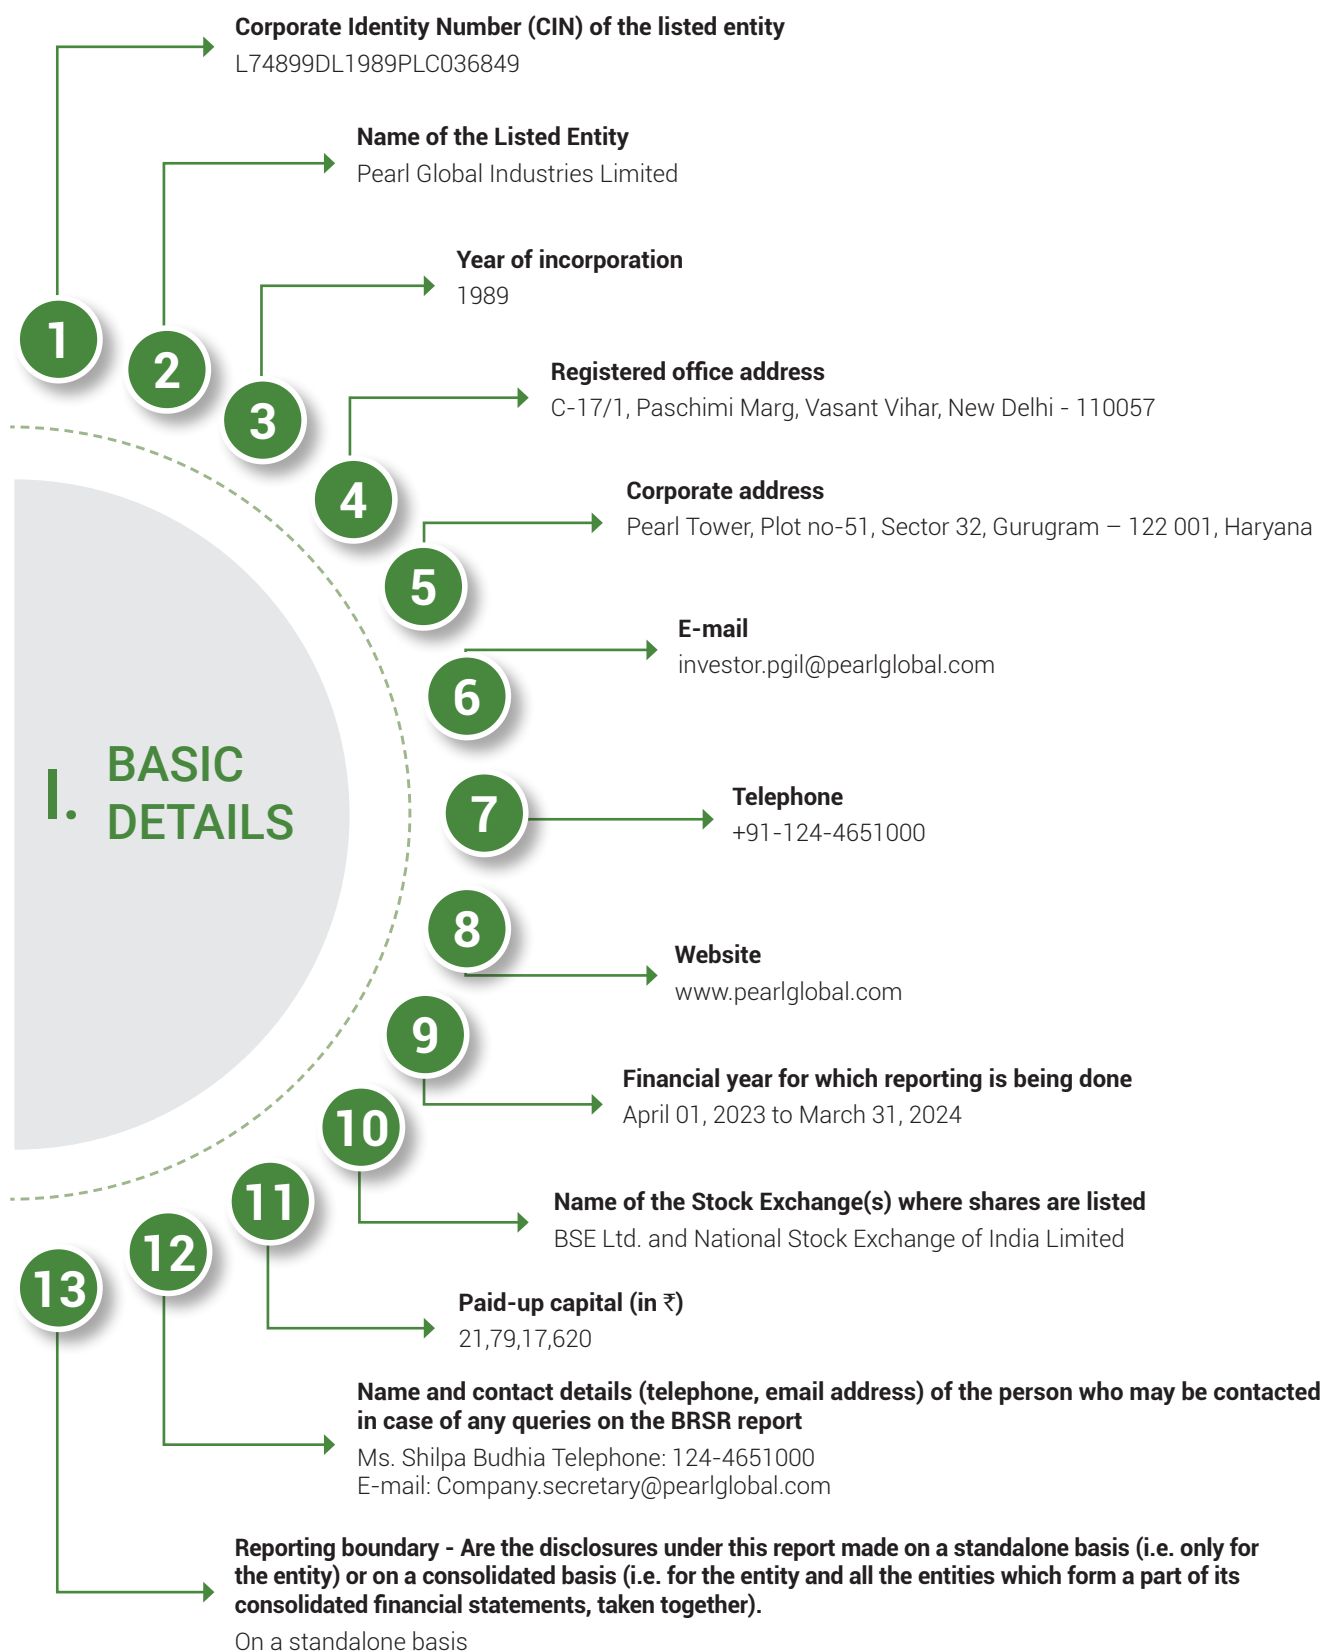 Corporate Identity Number (CIN) of the listed entity
L74899DL1989PLC036849
Name of the Listed Entity
Pearl Global Industries Limited
Year of incorporation
1989
1
2
3
Registered office address
C-17/1, Paschimi Marg, Vasant Vihar, New Delhi - 110057
4
Corporate address
Pearl Tower, Plot no-51, Sector 32, Gurugram – 122 001, Haryana
5
E-mail
investor.pgil@pearlglobal.com
6
I. BASIC
DETAILS
7
Telephone
+91-124-4651000
8
Website
www.pearlglobal.com
9
Financial year for which reporting is being done
April 01, 2023 to March 31, 2024
10
Name of the Stock Exchange(s) where shares are listed
BSE Ltd. and National Stock Exchange of India Limited
11
12
13
Paid-up capital (in ₹)
21,79,17,620
Name and contact details (telephone, email address) of the person who may be contacted
in case of any queries on the BRSR report
Ms. Shilpa Budhia Telephone: 124-4651000
E-mail: Company.secretary@pearlglobal.com
Reporting boundary - Are the disclosures under this report made on a standalone basis (i.e. only for
the entity) or on a consolidated basis (i.e. for the entity and all the entities which form a part of its
consolidated financial statements, taken together).
On a standalone basis